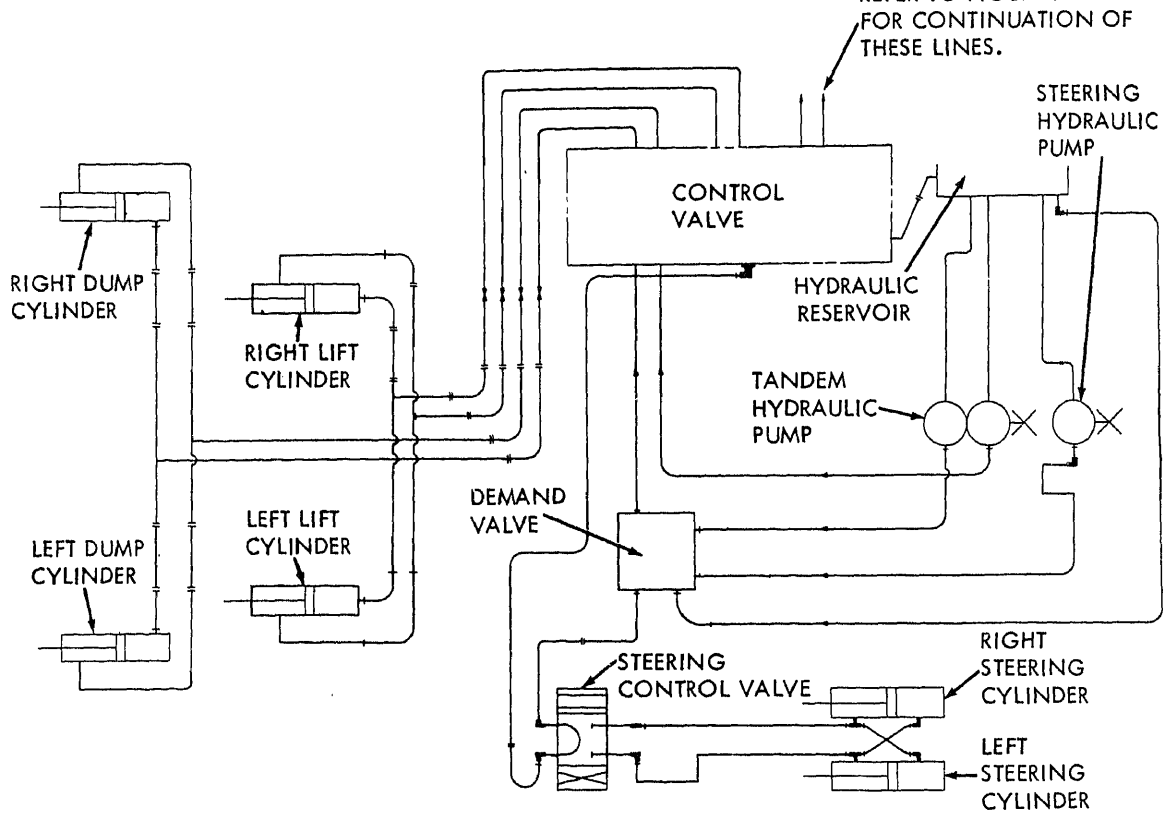 FOR CONTINUATION OF
THESE LINES.
STEERING
HYDRAULIC
PUMP
CONTROL
VALVE
RIGHT DUMP
CYLINDER
HYDRAULIC
RESERVOIR
RIGHT LIFT
CYLINDER
TANDEM
HYDRAULIC
PUMP
DEMAND
VALVE
LEFT LIFT
CYLINDER
LEFT DUMP
CYLINDER
STEERING
CONTROL VALVE
RIGHT
STEERING
CYLINDER
LEFT
STEERING
CYLINDER